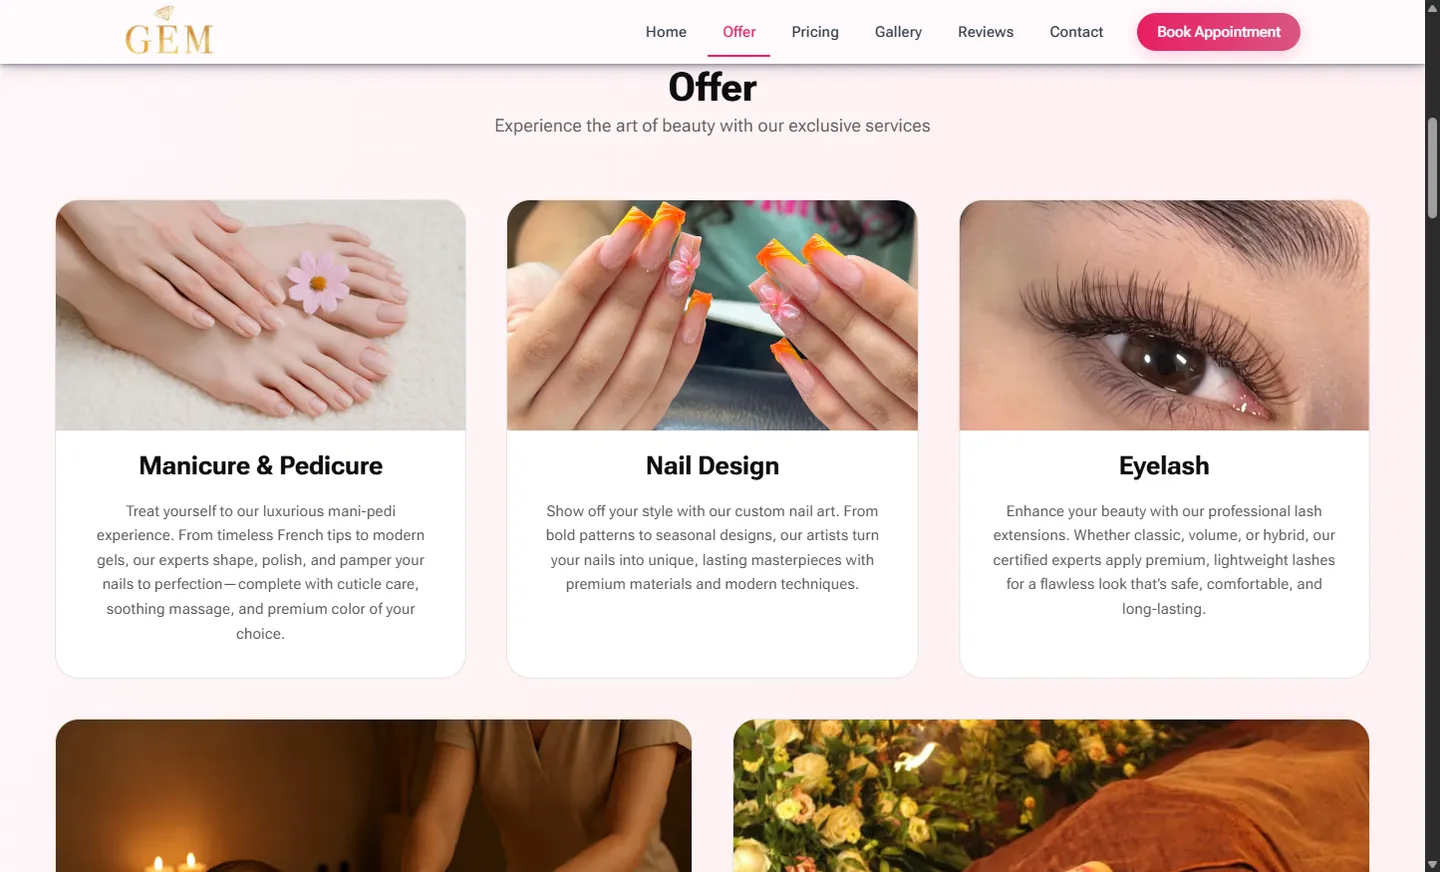 GEM
Home
Offer
Pricing
Gallery
Reviews
Contact
Book Appointment
Offer
Experience the art of beauty with our exclusive services
Manicure & Pedicure
Treat yourself to our luxurious mani-pedi
experience. From timeless French tips to modern
gels, our experts shape, polish, and pamper your
nails to perfection—complete with cuticle care,
soothing massage, and premium color of your
choice.
Nail Design
Show off your style with our custom nail art. From
bold patterns to seasonal designs, our artists turn
your nails into unique, lasting masterpieces with
premium materials and modern techniques.
Eyelash
Enhance your beauty with our professional lash
extensions. Whether classic, volume, or hybrid, our
certified experts apply premium, lightweight lashes
for a flawless look that’s safe, comfortable, and
long-lasting.